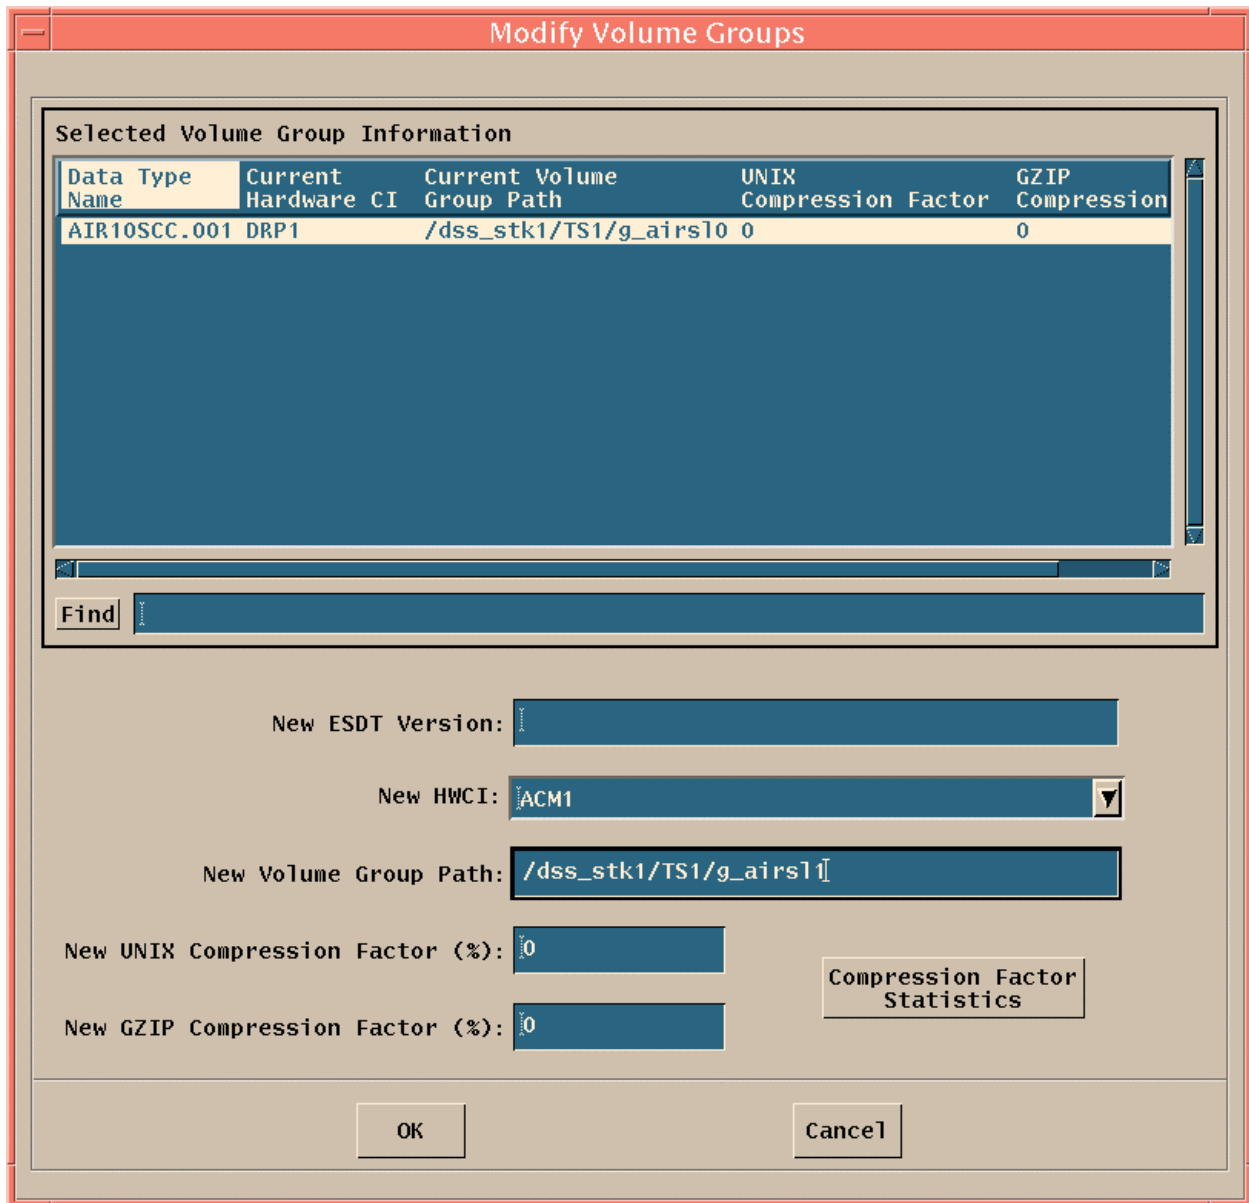 Modify Volume Groups
Selected Volume Group Information
Data Type Name Current Hardware CI Current Volume Group Path UNIX Compression Factor GZIP Compression
AIR10SCC.001 DRP1 /dss_stk1/TS1/g_airsl0 0 0
Find
New ESDT Version:
New HWCI: ACM1
New Volume Group Path: /dss_stk1/TS1/g_airsl1
New UNIX Compression Factor (%): 0
Compression Factor
Statistics
New GZIP Compression Factor (%): 0
OK Cancel